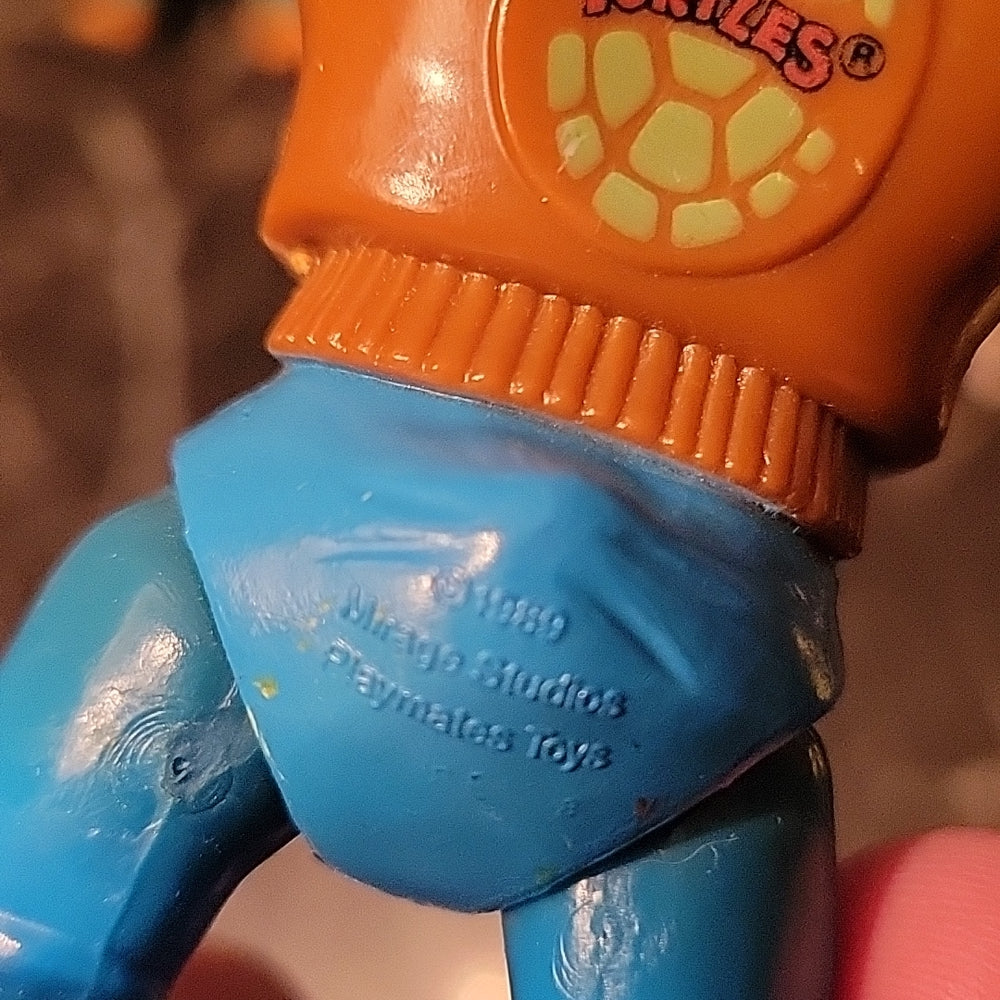 TURTLES®
©1989
Mirage Studios
Playmates Toys